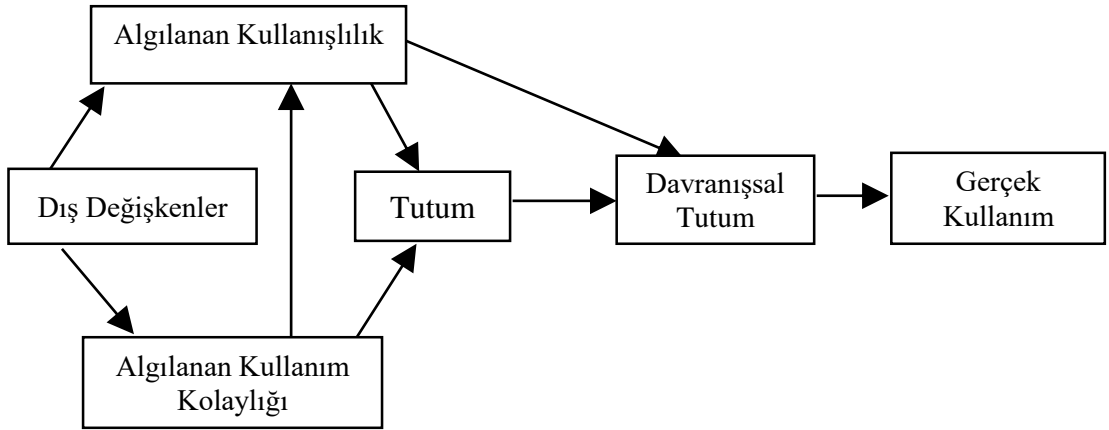 Algılanan Kullanışlılık
Dış Değişkenler
Tutum
Davranışsal
Tutum
Gerçek
Kullanım
Algılanan Kullanım
Kolaylığı